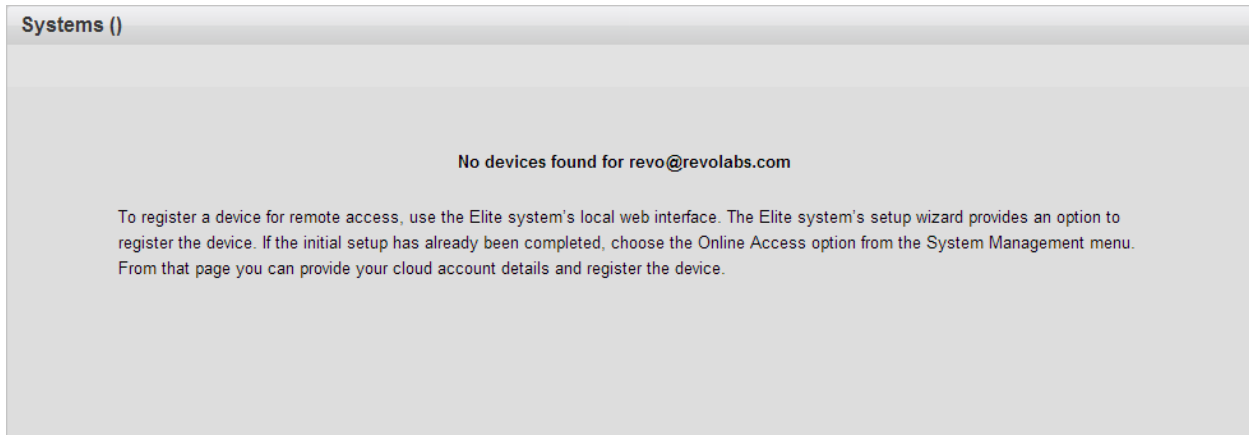 Systems ()
No devices found for revo@revolabs.com
To register a device for remote access, use the Elite system's local web interface. The Elite system's setup wizard provides an option to
register the device. If the initial setup has already been completed, choose the Online Access option from the System Management menu.
From that page you can provide your cloud account details and register the device.